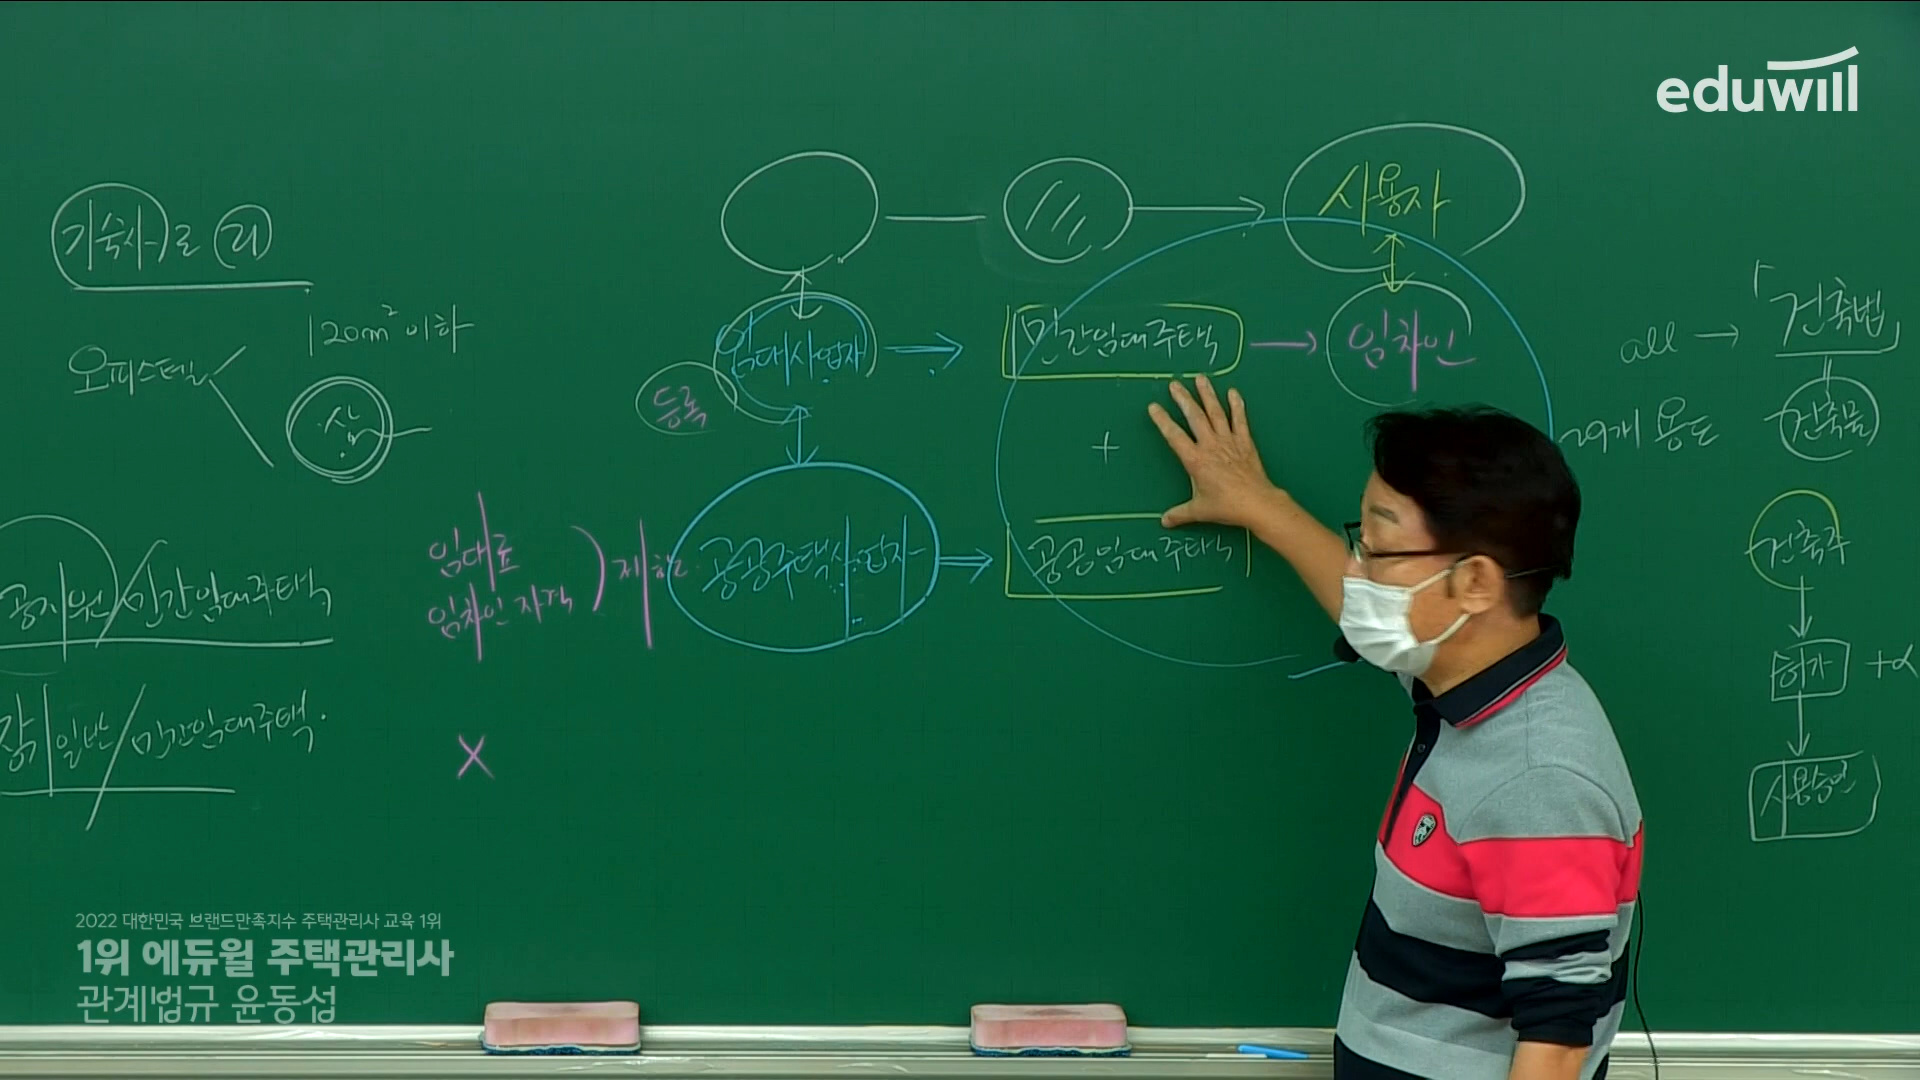 eduwill
기숙사로 리
오피스텔
120m² 이하
삶
공지원/민간임대주택
장기일반/민간임대주택.
임대료
임차인 자격
제한
X
사용자
등록
임대사업자
민간임대주택
임차인
+
공공주택사업자
공공임대주택
all → 「건축법
29개 용도
건축물
건축주
허가 +α
사용승인
2022 대한민국 브랜드만족지수 주택관리사 교육 1위
1위 에듀윌 주택관리사
관계법규 윤동섭